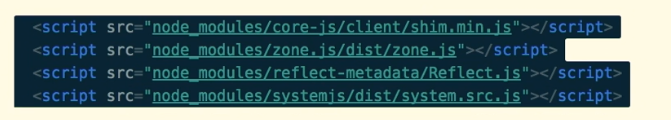 <script src="node_modules/core-js/client/shim.min.js"></script>
<script src="node_modules/zone.js/dist/zone.js"></script>
<script src="node_modules/reflect-metadata/Reflect.js"></script>
<script src="node_modules/systemjs/dist/system.src.js"></script>